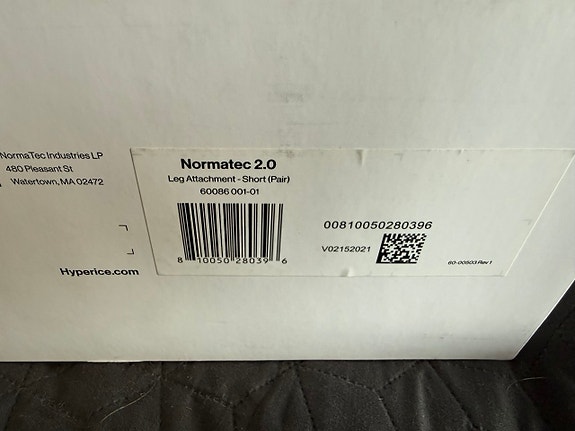 NormaTec Industries LP
480 Pleasant St
Watertown, MA 02472
Hyperice.com
Normatec 2.0
Leg Attachment - Short (Pair)
60086 001-01
8 10050 28039 6
00810050280396
V02152021
60-00503 Rev 1